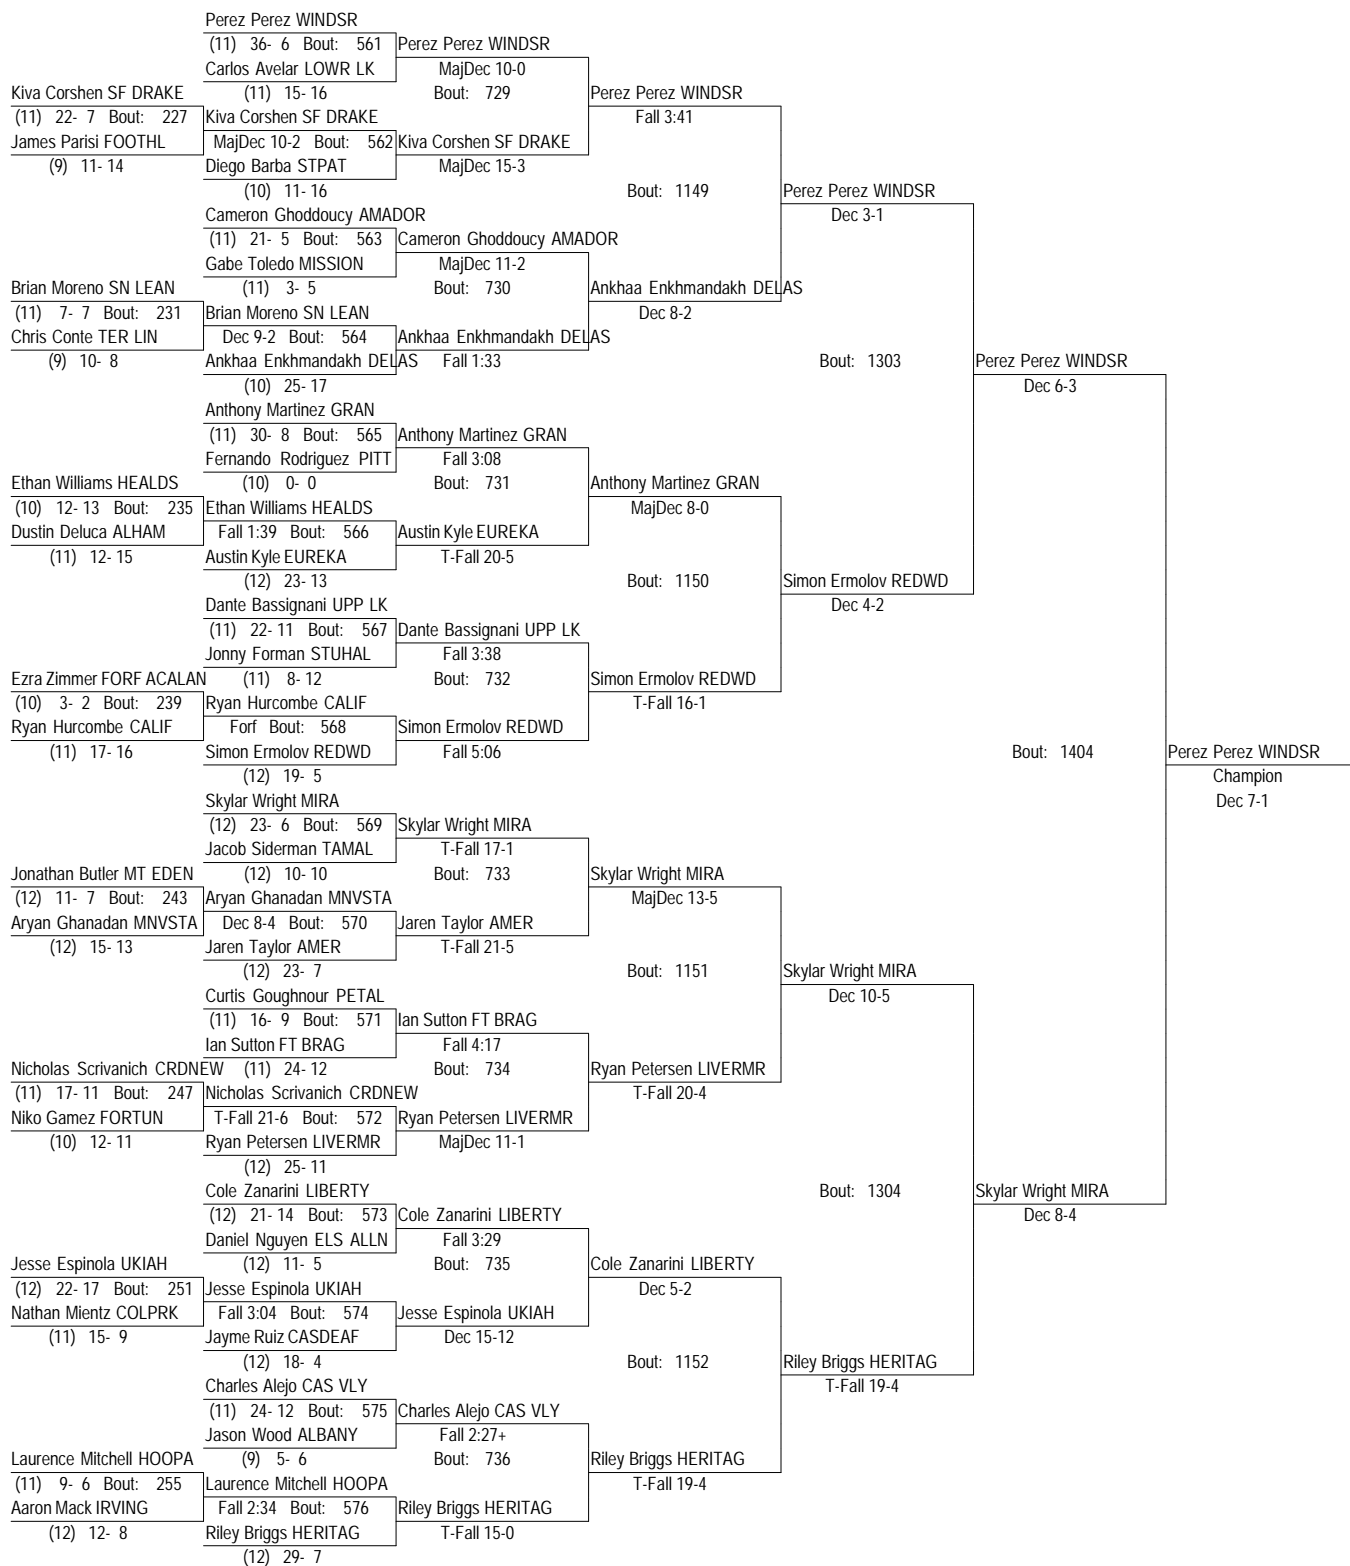 Perez Perez WINDSR
(11) 36- 6 Bout: 561 Perez Perez WINDSR
Carlos Avelar LOWR LK MajDec 10-0
Kiva Corshen SF DRAKE (11) 15- 16 Bout: 729 Perez Perez WINDSR
(11) 22- 7 Bout: 227 Kiva Corshen SF DRAKE Fall 3:41
James Parisi FOOTHL MajDec 10-2 Bout: 562 Kiva Corshen SF DRAKE
(9) 11- 14 Diego Barba STPAT MajDec 15-3
(10) 11- 16 Bout: 1149 Perez Perez WINDSR
Cameron Ghoddoucy AMADOR Dec 3-1
(11) 21- 5 Bout: 563 Cameron Ghoddoucy AMADOR
Gabe Toledo MISSION MajDec 11-2
Brian Moreno SN LEAN (11) 3- 5 Bout: 730 Ankhaa Enkhmandakh DELAS
(11) 7- 7 Bout: 231 Brian Moreno SN LEAN Dec 8-2
Chris Conte TER LIN Dec 9-2 Bout: 564 Ankhaa Enkhmandakh DELAS
(9) 10- 8 Ankhaa Enkhmandakh DELAS Fall 1:33 Bout: 1303 Perez Perez WINDSR
(10) 25- 17 Dec 6-3
Anthony Martinez GRAN
(11) 30- 8 Bout: 565 Anthony Martinez GRAN
Fernando Rodriguez PITT Fall 3:08
Ethan Williams HEALDS (10) 0- 0 Bout: 731 Anthony Martinez GRAN
(10) 12- 13 Bout: 235 Ethan Williams HEALDS MajDec 8-0
Dustin Deluca ALHAM Fall 1:39 Bout: 566 Austin Kyle EUREKA
(11) 12- 15 Austin Kyle EUREKA T-Fall 20-5
(12) 23- 13 Bout: 1150 Simon Ermolov REDWD
Dante Bassignani UPP LK Dec 4-2
(11) 22- 11 Bout: 567 Dante Bassignani UPP LK
Jonny Forman STUHAL Fall 3:38
Ezra Zimmer FORF ACALAN (11) 8- 12 Bout: 732 Simon Ermolov REDWD
(10) 3- 2 Bout: 239 Ryan Hurcombe CALIF T-Fall 16-1
Ryan Hurcombe CALIF Forf Bout: 568 Simon Ermolov REDWD
(11) 17- 16 Simon Ermolov REDWD Fall 5:06 Bout: 1404 Perez Perez WINDSR
(12) 19- 5 Champion
Skylar Wright MIRA Dec 7-1
(12) 23- 6 Bout: 569 Skylar Wright MIRA
Jacob Siderman TAMAL T-Fall 17-1
Jonathan Butler MT EDEN (12) 10- 10 Bout: 733 Skylar Wright MIRA
(12) 11- 7 Bout: 243 Aryan Ghanadan MNVSTA MajDec 13-5
Aryan Ghanadan MNVSTA Dec 8-4 Bout: 570 Jaren Taylor AMER
(12) 15- 13 Jaren Taylor AMER T-Fall 21-5
(12) 23- 7 Bout: 1151 Skylar Wright MIRA
Curtis Goughnour PETAL Dec 10-5
(11) 16- 9 Bout: 571 Ian Sutton FT BRAG
Ian Sutton FT BRAG Fall 4:17
Nicholas Scrivanich CRDNEW (11) 24- 12 Bout: 734 Ryan Petersen LIVERMR
(11) 17- 11 Bout: 247 Nicholas Scrivanich CRDNEW T-Fall 20-4
Niko Gamez FORTUN T-Fall 21-6 Bout: 572 Ryan Petersen LIVERMR
(10) 12- 11 Ryan Petersen LIVERMR MajDec 11-1
(12) 25- 11
Cole Zanarini LIBERTY Bout: 1304 Skylar Wright MIRA
(12) 21- 14 Bout: 573 Cole Zanarini LIBERTY Dec 8-4
Daniel Nguyen ELS ALLN Fall 3:29
Jesse Espinola UKIAH (12) 11- 5 Bout: 735 Cole Zanarini LIBERTY
(12) 22- 17 Bout: 251 Jesse Espinola UKIAH Dec 5-2
Nathan Mientz COLPRK Fall 3:04 Bout: 574 Jesse Espinola UKIAH
(11) 15- 9 Jayme Ruiz CASDEAF Dec 15-12
(12) 18- 4 Bout: 1152 Riley Briggs HERITAG
Charles Alejo CAS VLY T-Fall 19-4
(11) 24- 12 Bout: 575 Charles Alejo CAS VLY
Jason Wood ALBANY Fall 2:27+
Laurence Mitchell HOOPA (9) 5- 6 Bout: 736 Riley Briggs HERITAG
(11) 9- 6 Bout: 255 Laurence Mitchell HOOPA T-Fall 19-4
Aaron Mack IRVING Fall 2:34 Bout: 576 Riley Briggs HERITAG
(12) 12- 8 Riley Briggs HERITAG T-Fall 15-0
(12) 29- 7